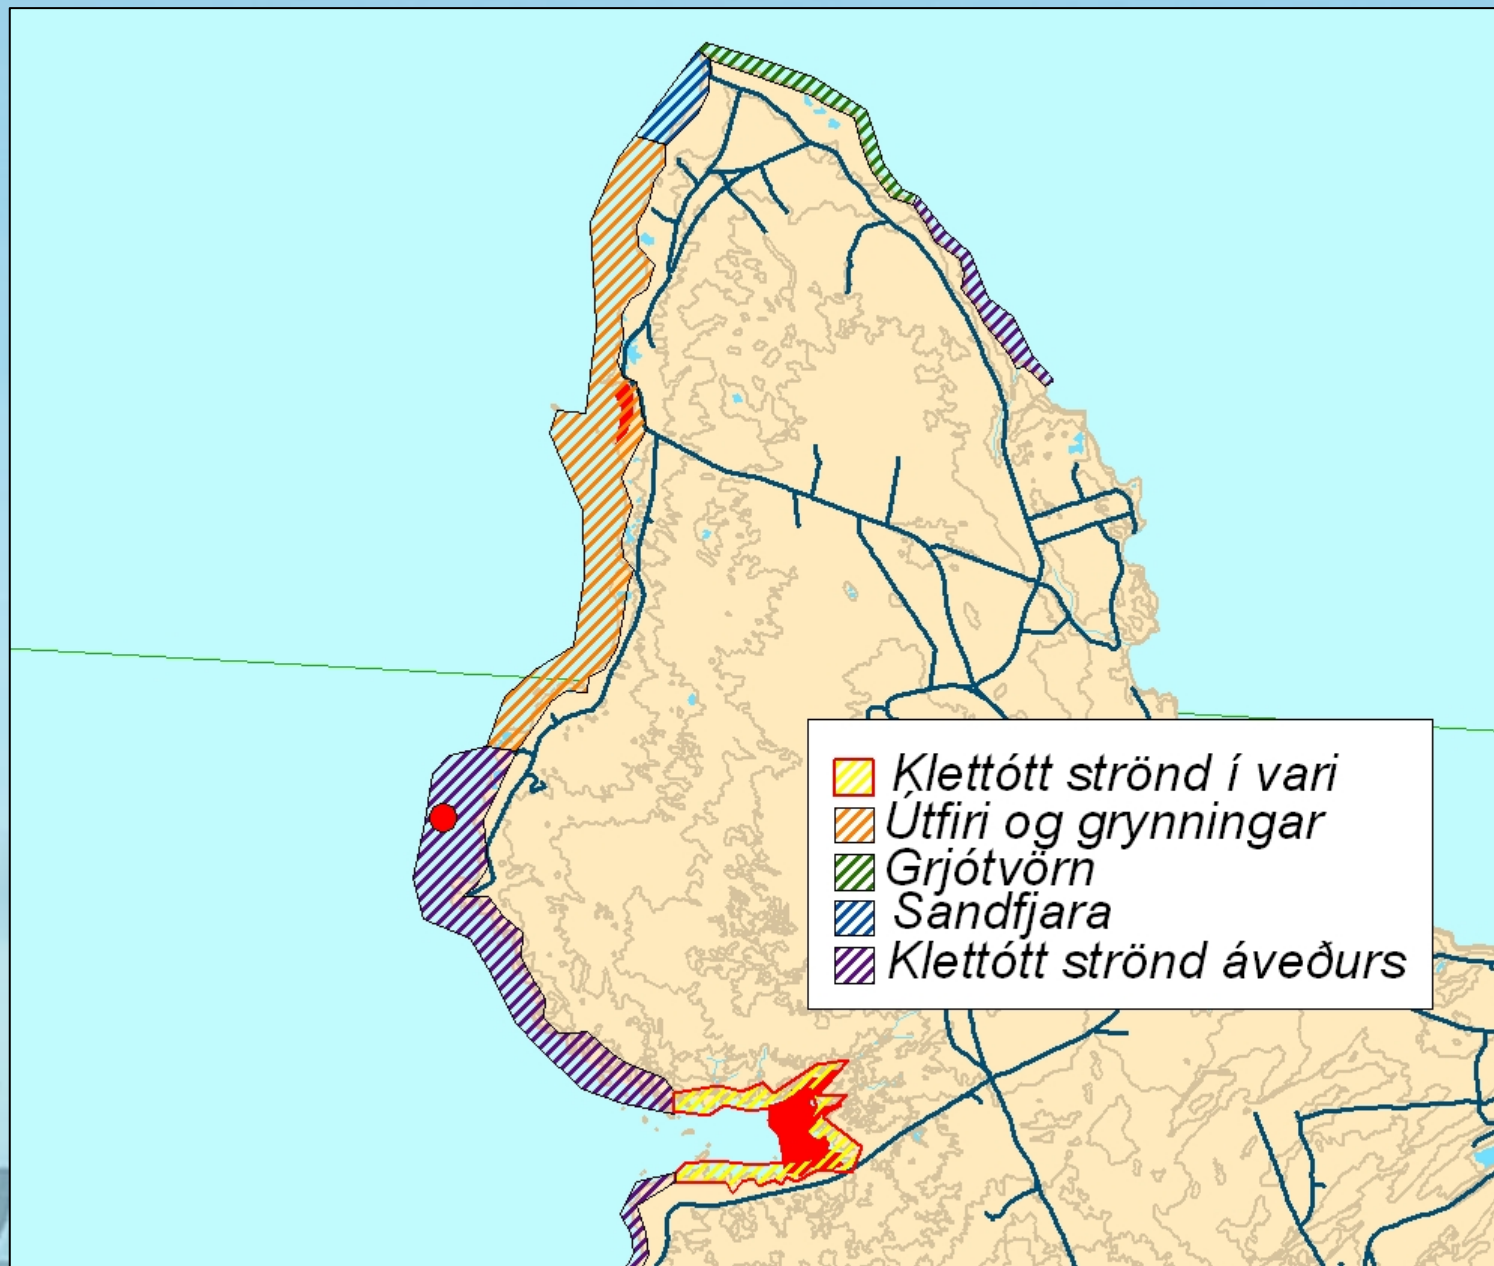 Klettótt strönd í vari
Útfiri og grynningar
Grjótvörn
Sandfjara
Klettótt strönd áveðurs